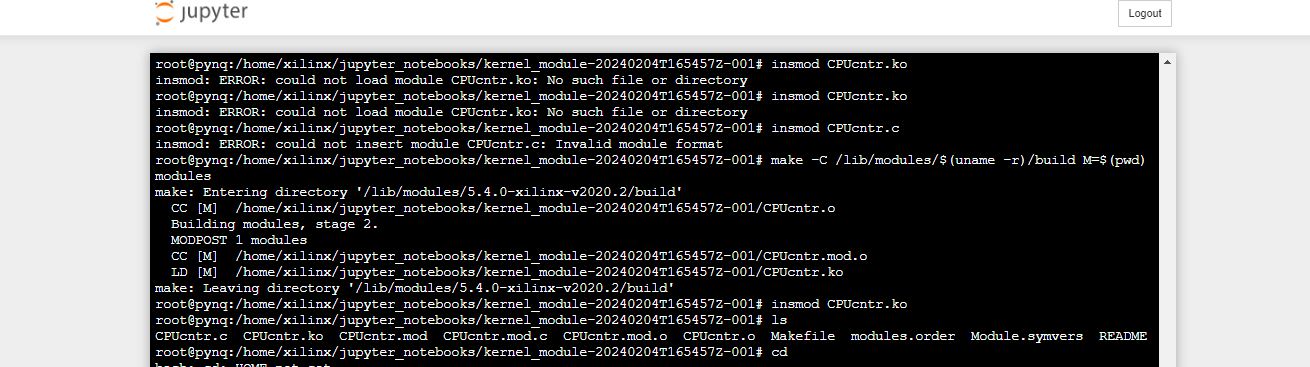 jupyter
Logout
root@pynq:/home/xilinx/jupyter_notebooks/kernel_module-20240204T165457Z-001# insmod CPUcntr.ko
insmod: ERROR: could not load module CPUcntr.ko: No such file or directory
root@pynq:/home/xilinx/jupyter_notebooks/kernel_module-20240204T165457Z-001# insmod CPUcntr.ko
insmod: ERROR: could not load module CPUcntr.ko: No such file or directory
root@pynq:/home/xilinx/jupyter_notebooks/kernel_module-20240204T165457Z-001# insmod CPUcntr.c
insmod: ERROR: could not insert module CPUcntr.c: Invalid module format
root@pynq:/home/xilinx/jupyter_notebooks/kernel_module-20240204T165457Z-001# make -C /lib/modules/$(uname -r)/build M=$(pwd)
modules
make: Entering directory '/lib/modules/5.4.0-xilinx-v2020.2/build'
CC [M] /home/xilinx/jupyter_notebooks/kernel_module-20240204T165457Z-001/CPUcntr.o
Building modules, stage 2.
MODPOST 1 modules
CC [M] /home/xilinx/jupyter_notebooks/kernel_module-20240204T165457Z-001/CPUcntr.mod.o
LD [M] /home/xilinx/jupyter_notebooks/kernel_module-20240204T165457Z-001/CPUcntr.ko
make: Leaving directory '/lib/modules/5.4.0-xilinx-v2020.2/build'
root@pynq:/home/xilinx/jupyter_notebooks/kernel_module-20240204T165457Z-001# insmod CPUcntr.ko
root@pynq:/home/xilinx/jupyter_notebooks/kernel_module-20240204T165457Z-001# ls
CPUcntr.c CPUcntr.ko CPUcntr.mod CPUcntr.mod.c CPUcntr.mod.o CPUcntr.o Makefile modules.order Module.symvers README
root@pynq:/home/xilinx/jupyter_notebooks/kernel_module-20240204T165457Z-001# cd